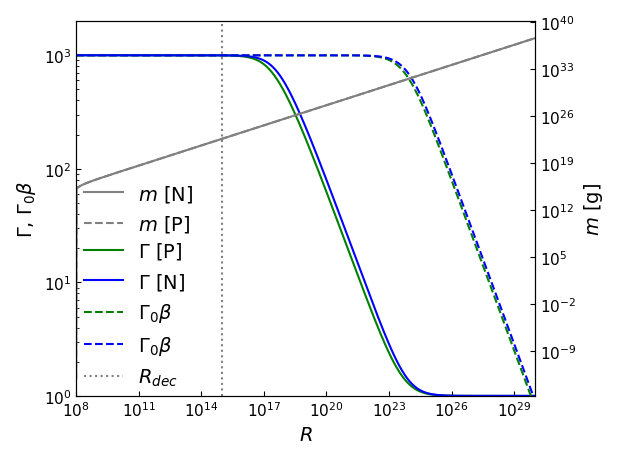 10³
10²
10¹
10⁰
Γ, Γ₀β
10⁴⁰
10³³
10²⁶
10¹⁹
10¹²
10⁵
10⁻²
10⁻⁹
m [g]
m [N]
m [P]
Γ [P]
Γ [N]
Γ₀β
Γ₀β
R_dec
10⁸ 10¹¹ 10¹⁴ 10¹⁷ 10²⁰ 10²³ 10²⁶ 10²⁹
R